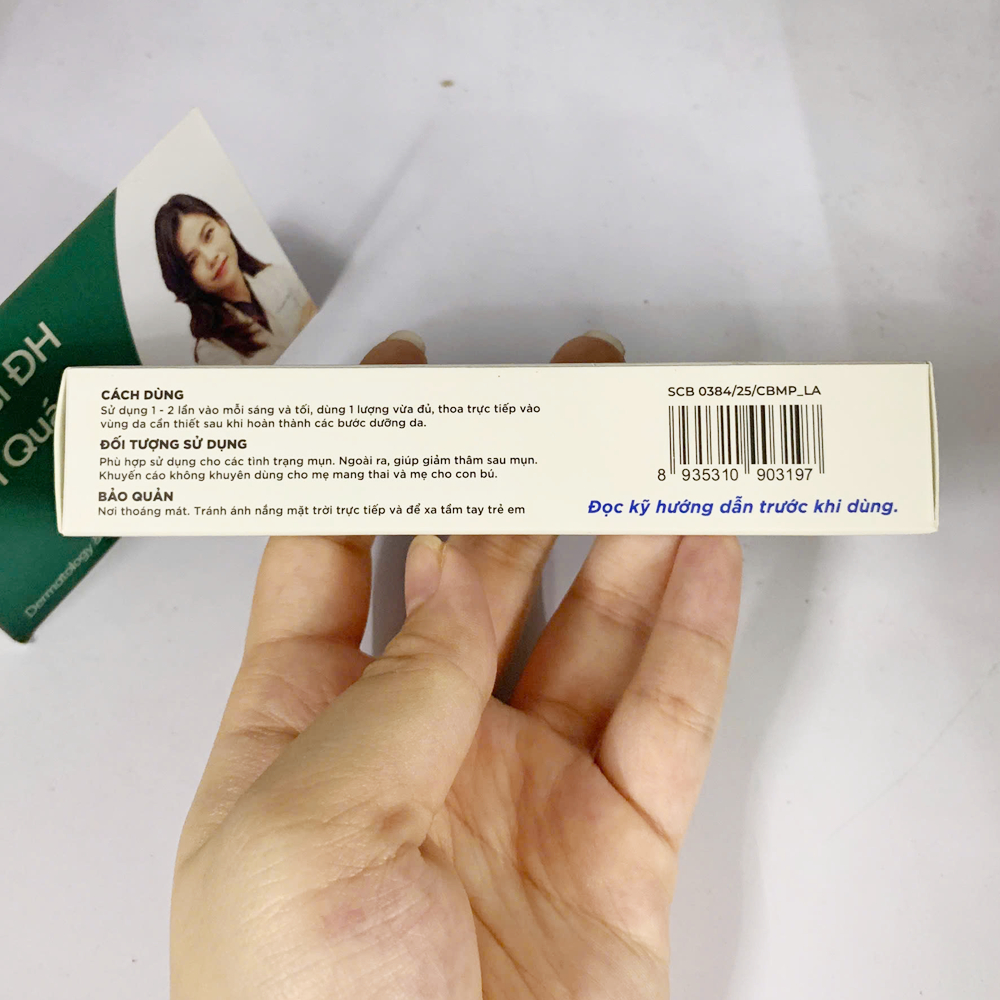 CÁCH DÙNG
Sử dụng 1 - 2 lần vào mỗi sáng và tối, dùng 1 lượng vừa đủ, thoa trực tiếp vào
vùng da cần thiết sau khi hoàn thành các bước dưỡng da.
ĐỐI TƯỢNG SỬ DỤNG
Phù hợp sử dụng cho các tình trạng mụn. Ngoài ra, giúp giảm thâm sau mụn.
Khuyến cáo không khuyên dùng cho mẹ mang thai và mẹ cho con bú.
BẢO QUẢN
Nơi thoáng mát. Tránh ánh nắng mặt trời trực tiếp và để xa tầm tay trẻ em
SCB 0384/25/CBMP_LA
8 935310 903197
Đọc kỹ hướng dẫn trước khi dùng.
ĐH
Dermatology